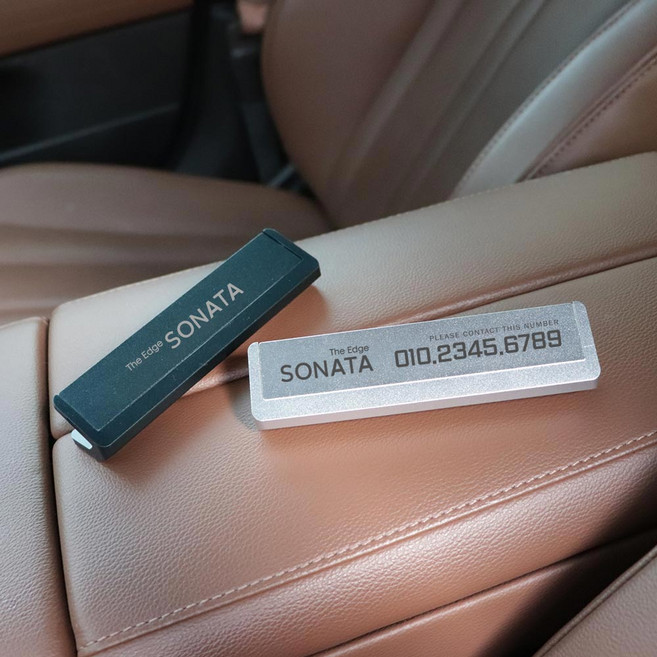 The Edge
SONATA
The Edge
SONATA
PLEASE CONTACT THIS NUMBER
010.2345.6789